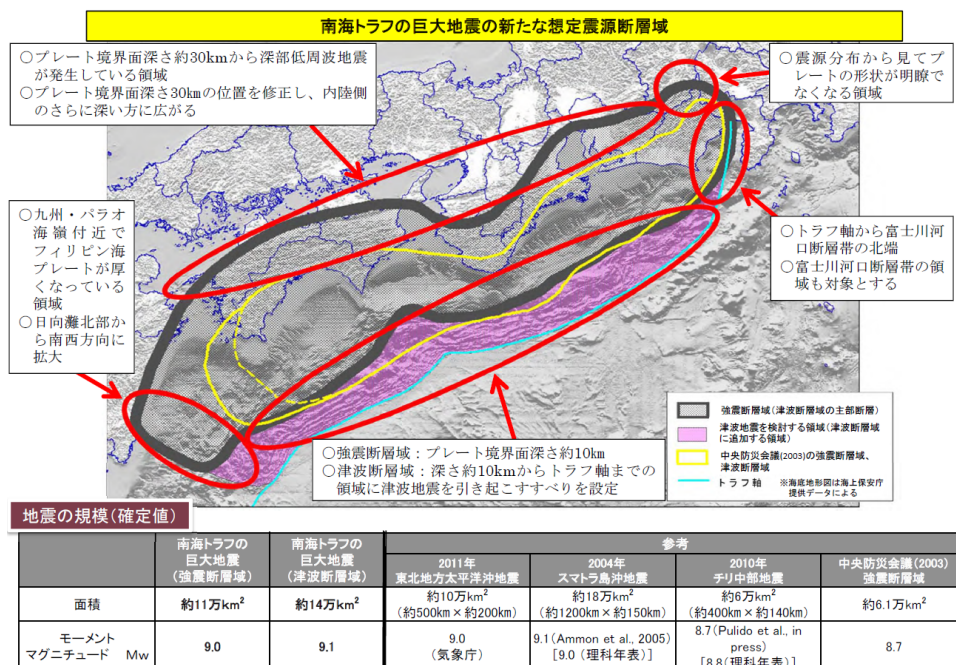 南海トラフの巨大地震の新たな想定震源断層域
○プレート境界面深さ約30kmから深部低周波地震
が発生している領域
○プレート境界面深さ30kmの位置を修正し、内陸側
のさらに深い方に広がる
○震源分布から見てプ
レートの形状が明瞭で
なくなる領域
○九州・パラオ
海嶺付近で
フィリピン海
プレートが厚
くなっている
領域
○日向灘北部か
ら南西方向に
拡大
○トラフ軸から富士川河
口断層帯の北端
○富士川河口断層帯の領
域も対象とする
○強震断層域：プレート境界面深さ約10㎞
○津波断層域：深さ約10kmからトラフ軸までの
領域に津波地震を引き起こすすべりを設定
強震断層域(津波断層域の主部断層)
津波地震を検討する領域(津波断層域
に追加する領域)
中央防災会議(2003)の強震断層域、
津波断層域
トラフ軸 ※海底地形図は海上保安庁
提供データによる
地震の規模(確定値)
南海トラフの
巨大地震
(強震断層域)
南海トラフの
巨大地震
(津波断層域)
参考
2011年
東北地方太平洋沖地震
2004年
スマトラ島沖地震
2010年
チリ中部地震
中央防災会議(2003)
強震断層域
面積
約11万km²
約14万km²
約10万km²
(約500km×約200km)
約18万km²
(約1200km×約150km)
約6万km²
(約400km×約140km)
約6.1万km²
モーメント
マグニチュード Mw
9.0
9.1
9.0
(気象庁)
9.1(Ammon et al., 2005)
[9.0 (理科年表)]
8.7(Pulido et al., in
press)
[8.8(理科年表)]
8.7